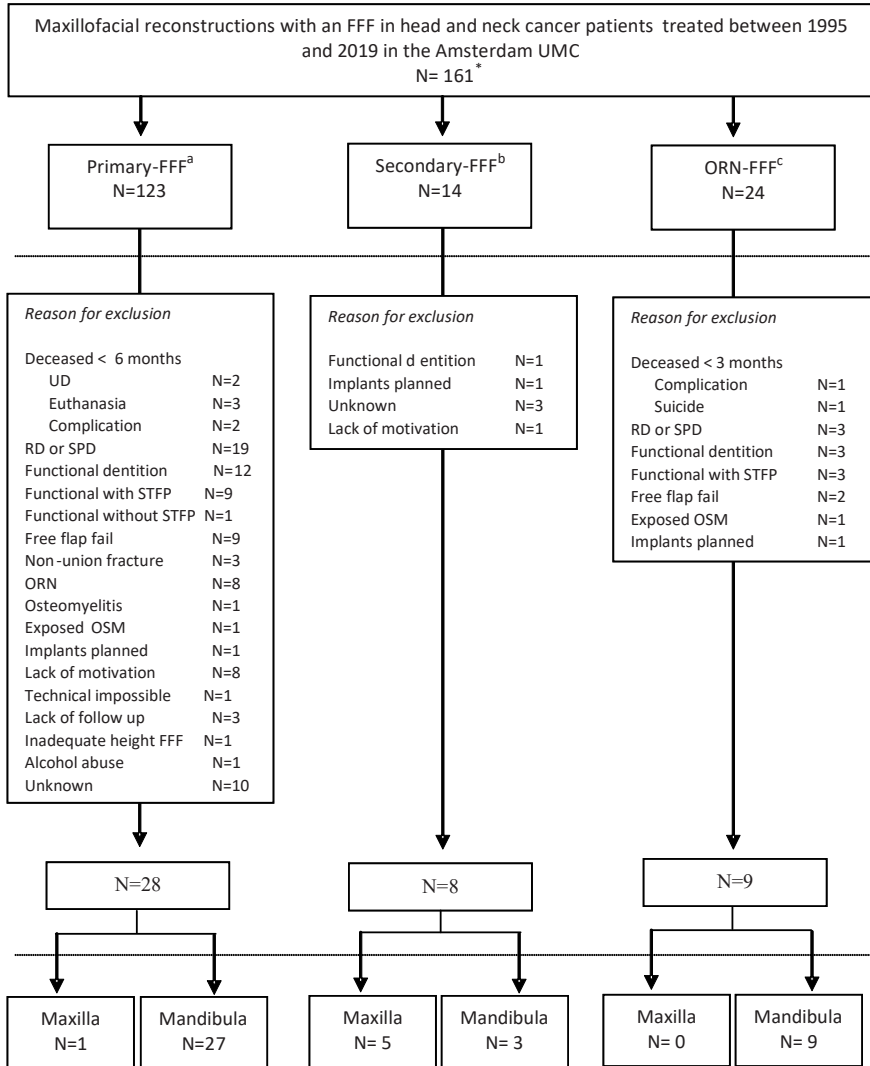 Maxillofacial reconstructions with an FFF in head and neck cancer patients treated between 1995
and 2019 in the Amsterdam UMC
N= 161*
Primary-FFFa
N=123
Secondary-FFFb
N=14
ORN-FFFc
N=24
Reason for exclusion
Deceased < 6 months
UD N=2
Euthanasia N=3
Complication N=2
RD or SPD N=19
Functional dentition N=12
Functional with STFP N=9
Functional without STFP N=1
Free flap fail N=9
Non-union fracture N=3
ORN N=8
Osteomyelitis N=1
Exposed OSM N=1
Implants planned N=1
Lack of motivation N=8
Technical impossible N=1
Lack of follow up N=3
Inadequate height FFF N=1
Alcohol abuse N=1
Unknown N=10
Reason for exclusion
Functional d entition N=1
Implants planned N=1
Unknown N=3
Lack of motivation N=1
Reason for exclusion
Deceased < 3 months
Complication N=1
Suicide N=1
RD or SPD N=3
Functional dentition N=3
Functional with STFP N=3
Free flap fail N=2
Exposed OSM N=1
Implants planned N=1
N=28
N=8
N=9
Maxilla
N=1
Mandibula
N=27
Maxilla
N= 5
Mandibula
N= 3
Maxilla
N= 0
Mandibula
N= 9